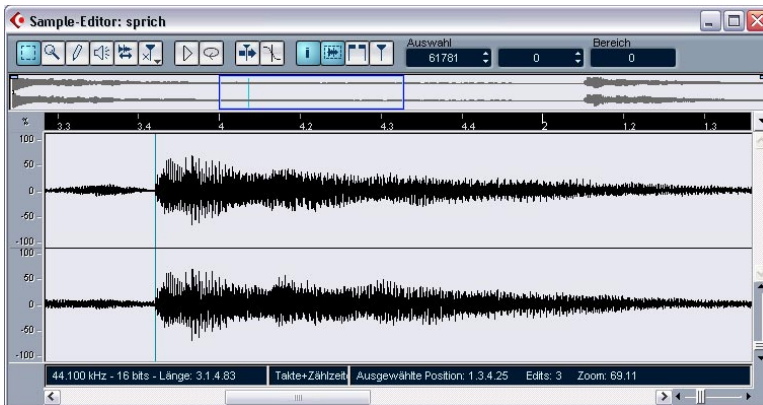 Sample-Editor: sprich
Auswahl
Bereich
61781 0 0
% 3.3 3.4 4 4.2 4.3 4.4 2 1.2 1.3
100
50
0
-50
-100
100
50
0
-50
-100
44.100 kHz - 16 bits - Länge: 3.1.4.83 Takte+Zählzeite Ausgewählte Position: 1.3.4.25 Edits: 3 Zoom: 69.11